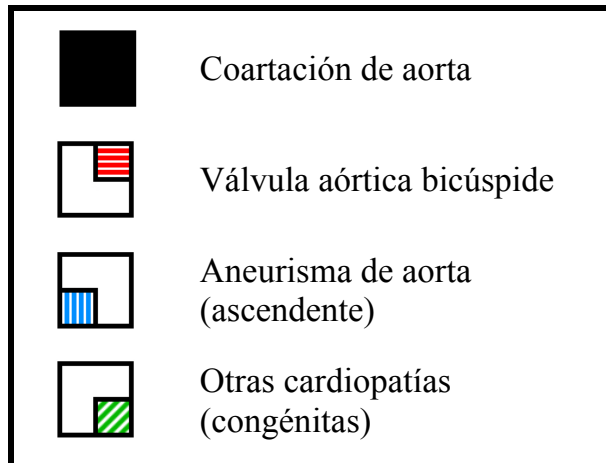 Coartación de aorta
Válvula aórtica bicúspide
Aneurisma de aorta
(ascendente)
Otras cardiopatías
(congénitas)